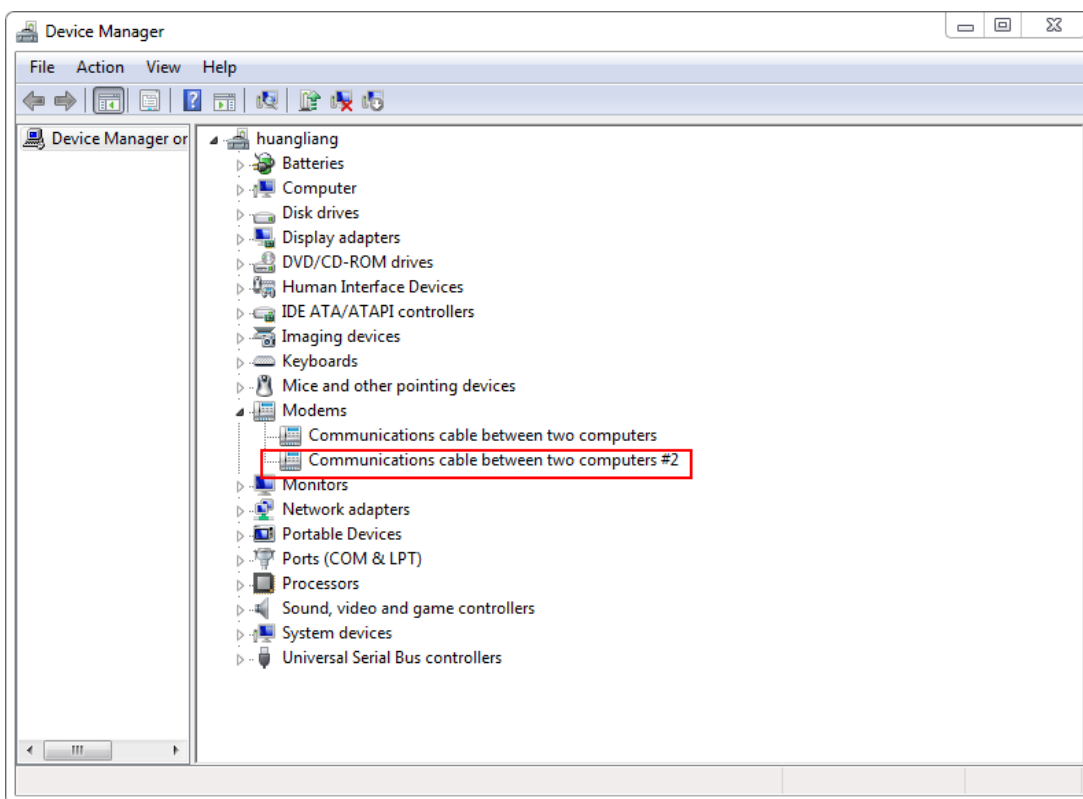 Device Manager
File Action View Help
Device Manager or
huangliang
Batteries
Computer
Disk drives
Display adapters
DVD/CD-ROM drives
Human Interface Devices
IDE ATA/ATAPI controllers
Imaging devices
Keyboards
Mice and other pointing devices
Modems
Communications cable between two computers
Communications cable between two computers #2
Monitors
Network adapters
Portable Devices
Ports (COM & LPT)
Processors
Sound, video and game controllers
System devices
Universal Serial Bus controllers